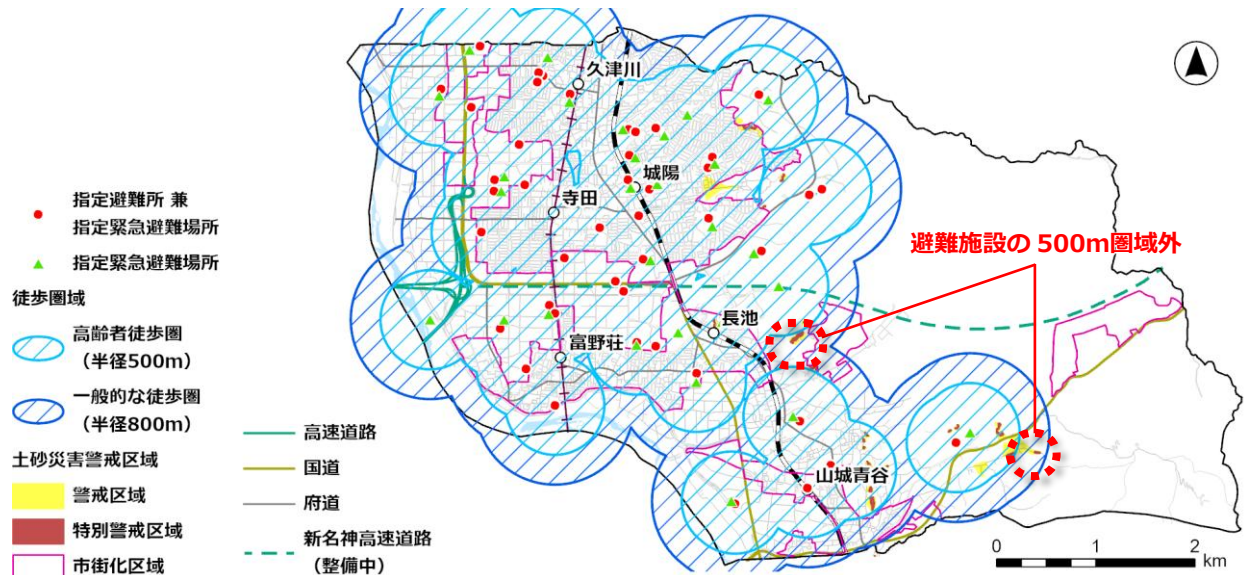 指定避難所 兼
指定緊急避難場所
指定緊急避難場所
徒歩圏域
高齢者徒歩圏
（半径500m）
一般的な徒歩圏
（半径800m）
土砂災害警戒区域
警戒区域
特別警戒区域
市街化区域
高速道路
国道
府道
新名神高速道路
（整備中）
久津川
城陽
寺田
長池
富野荘
山城青谷
避難施設の 500m圏域外
0 1 2
km